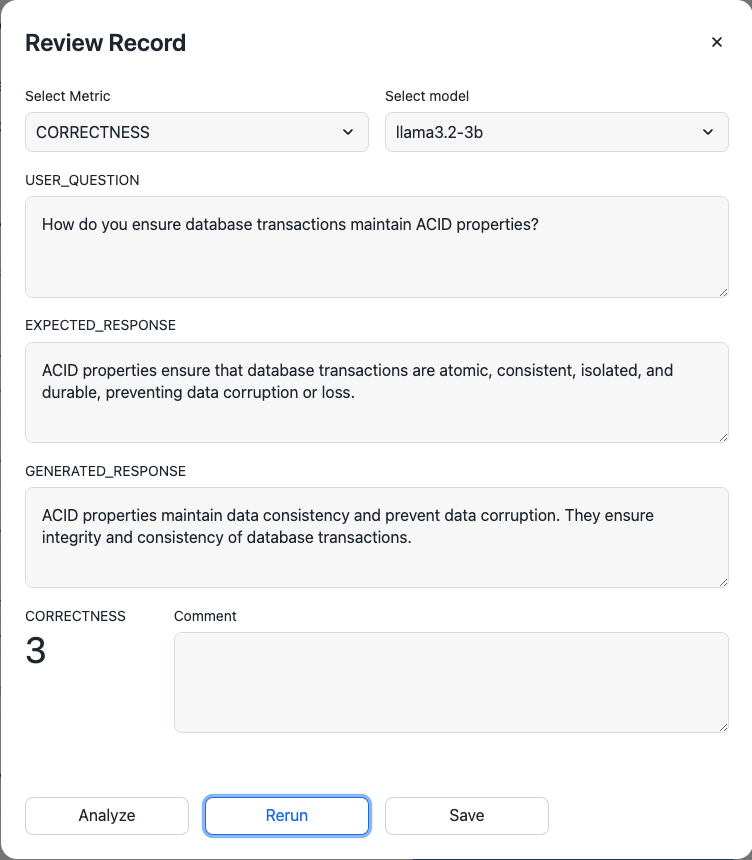 Review Record
Select Metric
Select model
CORRECTNESS
llama3.2-3b
USER_QUESTION
How do you ensure database transactions maintain ACID properties?
EXPECTED_RESPONSE
ACID properties ensure that database transactions are atomic, consistent, isolated, and
durable, preventing data corruption or loss.
GENERATED_RESPONSE
ACID properties maintain data consistency and prevent data corruption. They ensure
integrity and consistency of database transactions.
CORRECTNESS
Comment
3
Analyze
Rerun
Save